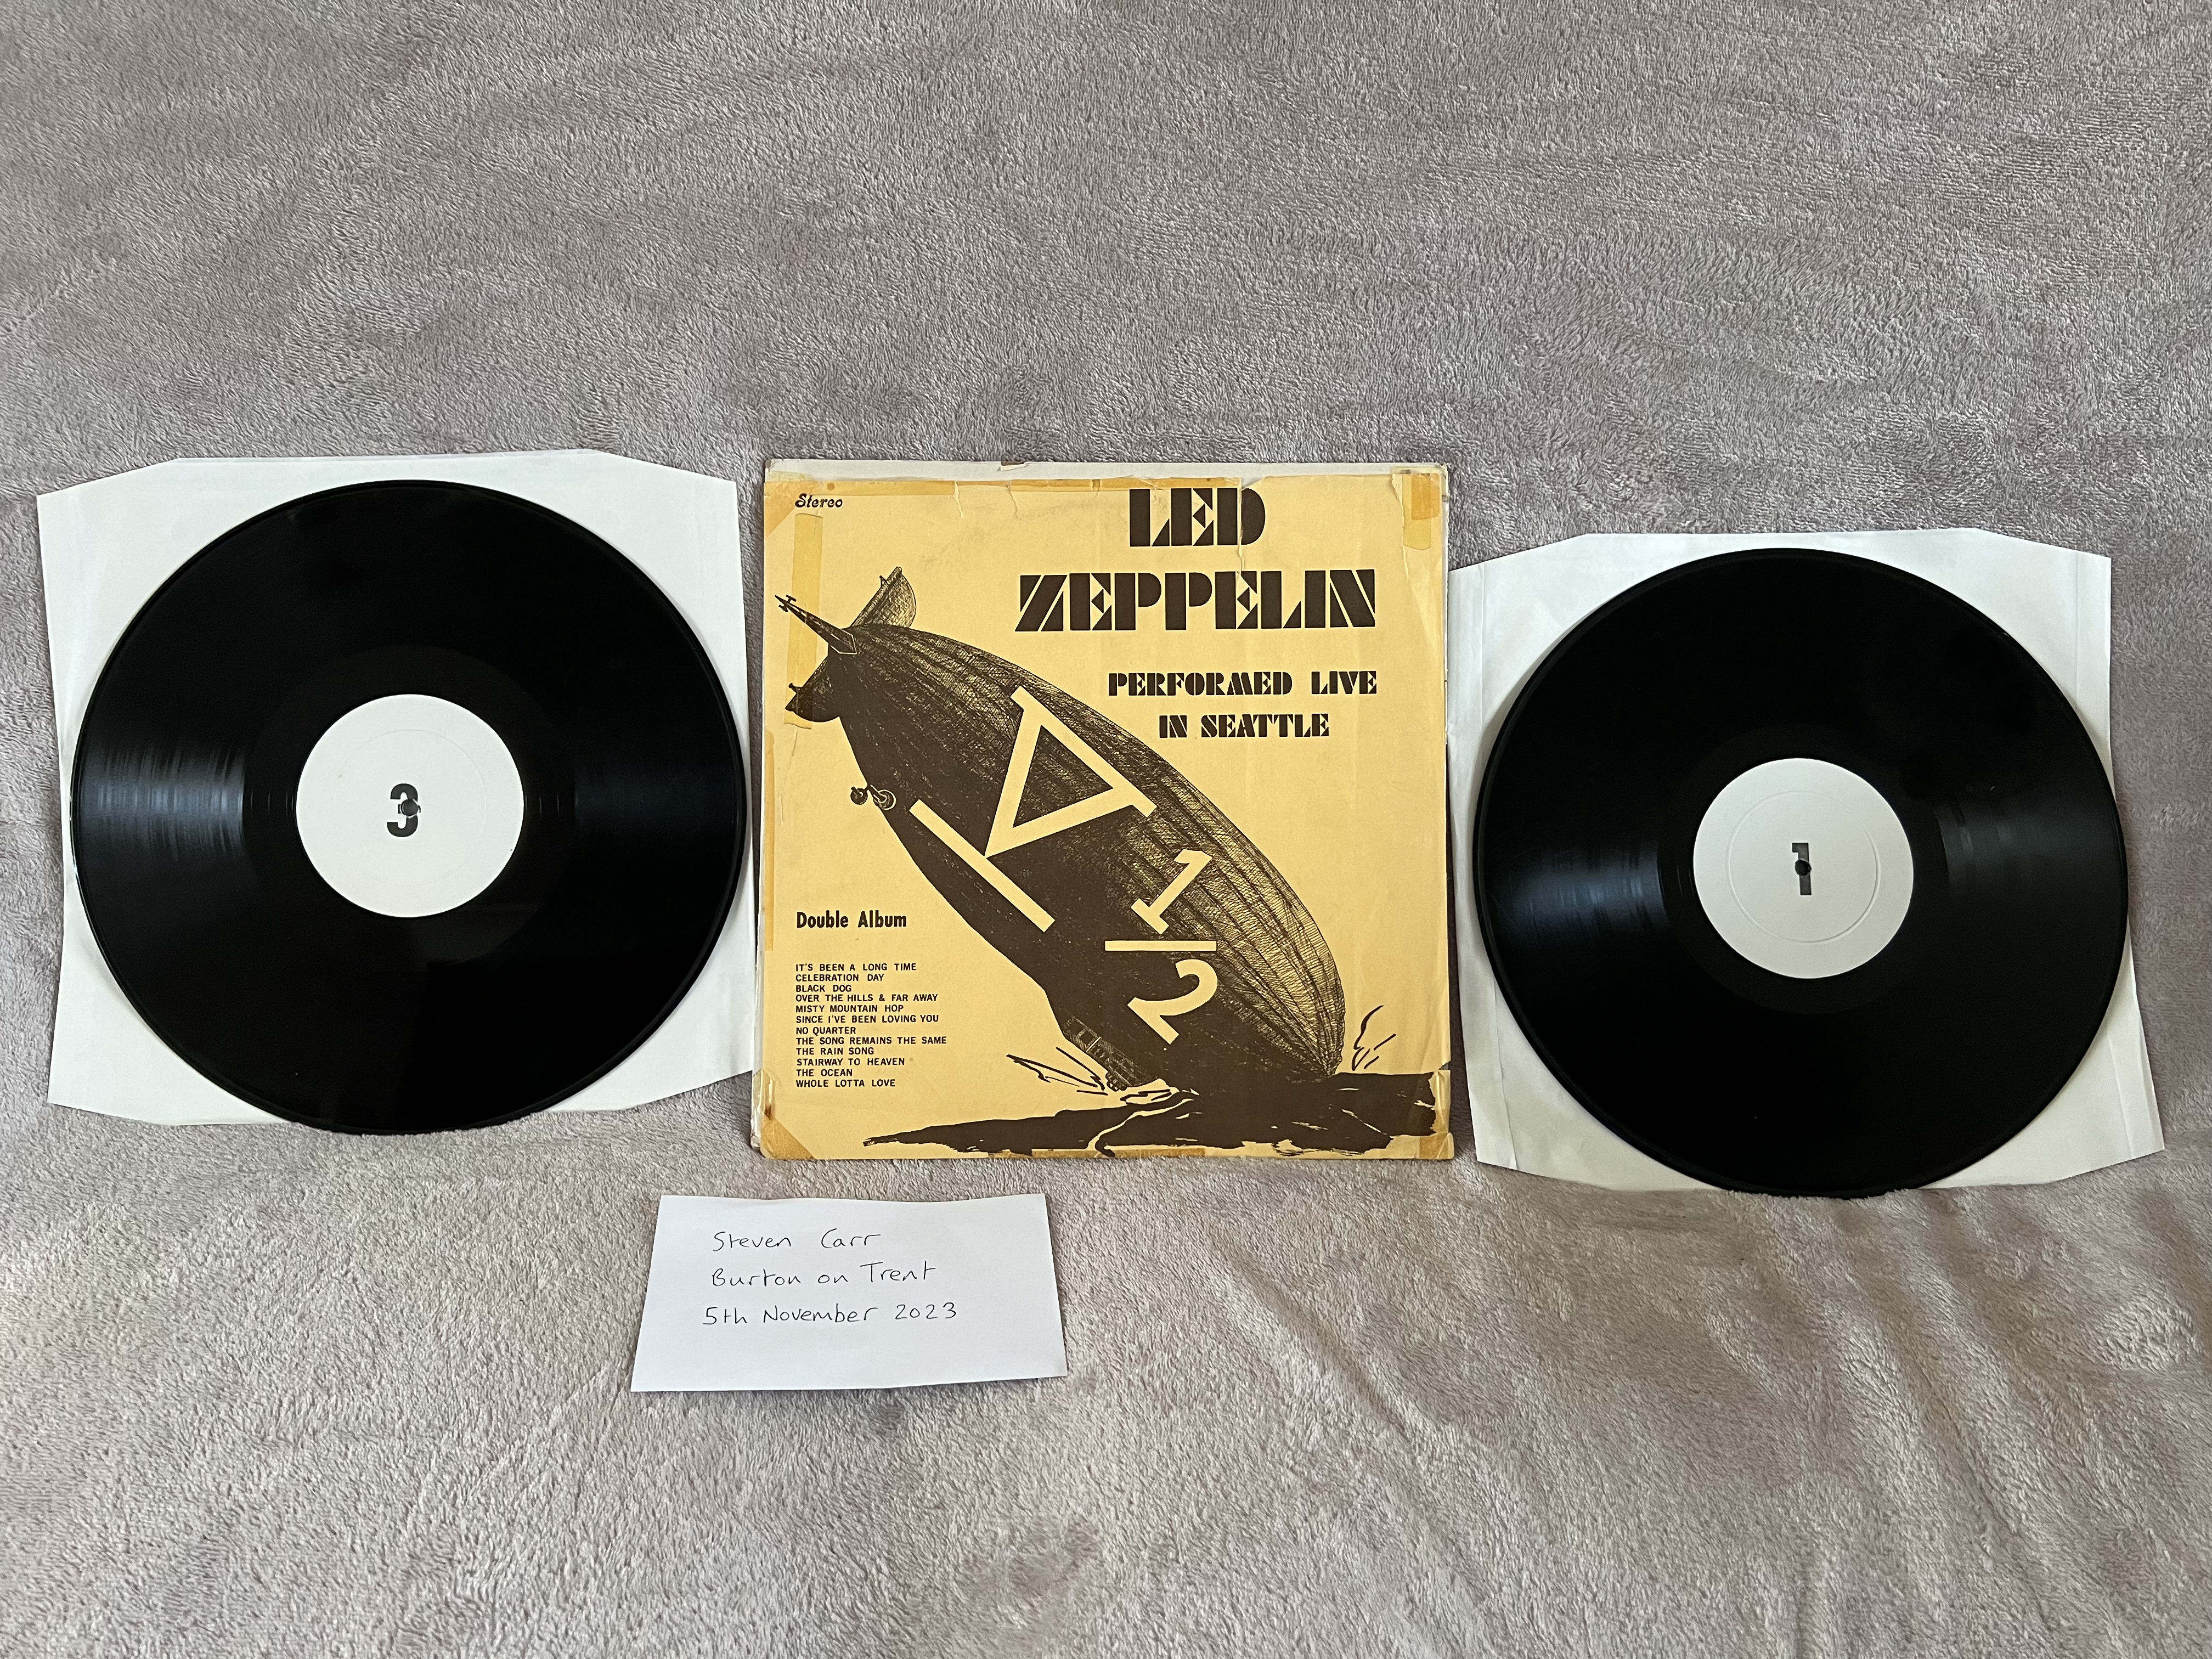 Stereo
LED
ZEPPELIN
PERFORMED LIVE
IN SEATTLE
V 1/2
Double Album
IT'S BEEN A LONG TIME
CELEBRATION DAY
BLACK DOG
OVER THE HILLS & FAR AWAY
MISTY MOUNTAIN HOP
SINCE I'VE BEEN LOVING YOU
NO QUARTER
THE SONG REMAINS THE SAME
THE RAIN SONG
STAIRWAY TO HEAVEN
THE OCEAN
WHOLE LOTTA LOVE
3
1
Steven Carr
Burton on Trent
5th November 2023